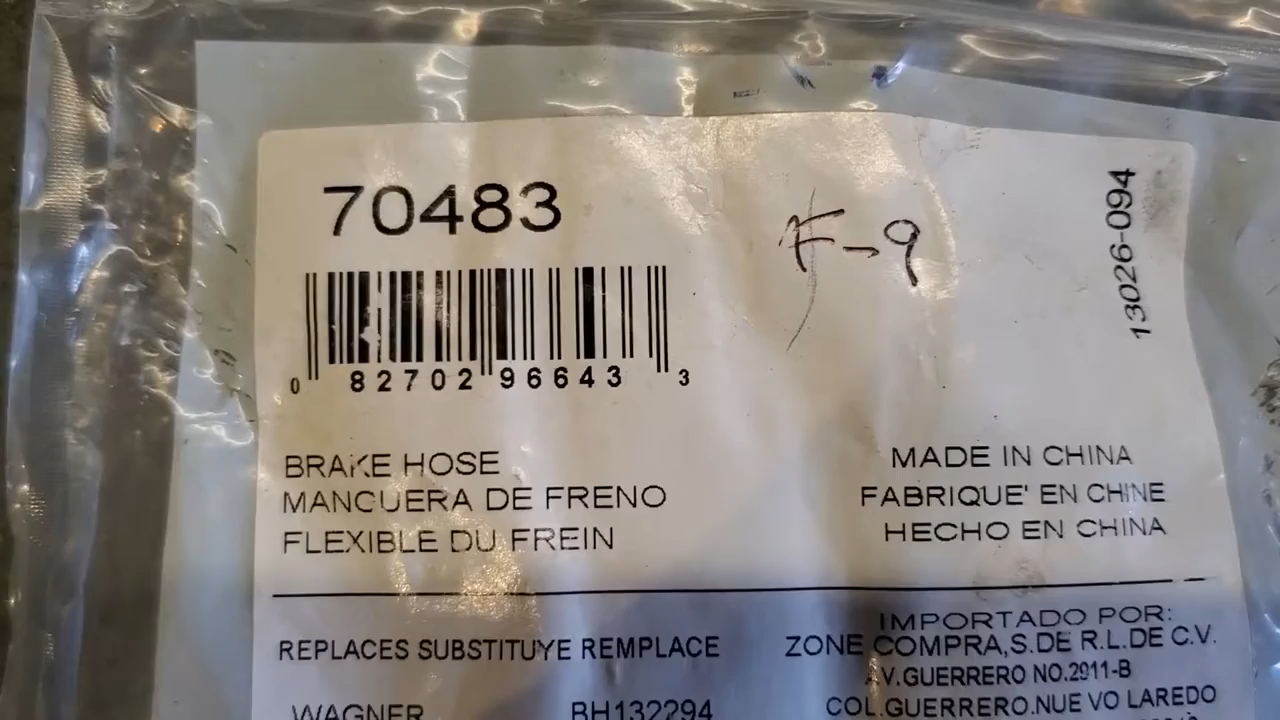 70483
F-9
13026-094
0 82702 96643 3
BRAKE HOSE
MANGUERA DE FRENO
FLEXIBLE DU FREIN
MADE IN CHINA
FABRIQUE' EN CHINE
HECHO EN CHINA
REPLACES SUBSTITUYE REMPLACE
WAGNER BH132294
IMPORTADO POR:
ZONE COMPRA,S.DE R.L.DE C.V.
AV.GUERRERO NO.2911-B
COL.GUERRERO.NUE VO LAREDO